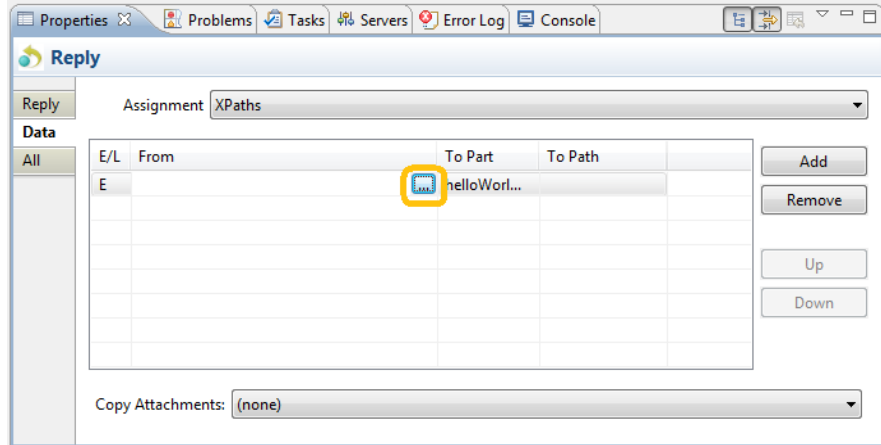 Properties Problems Tasks Servers Error Log Console
Reply
Reply
Data
All
Assignment XPaths
E/L From To Part To Path
E ... helloWorl...
Add
Remove
Up
Down
Copy Attachments: (none)